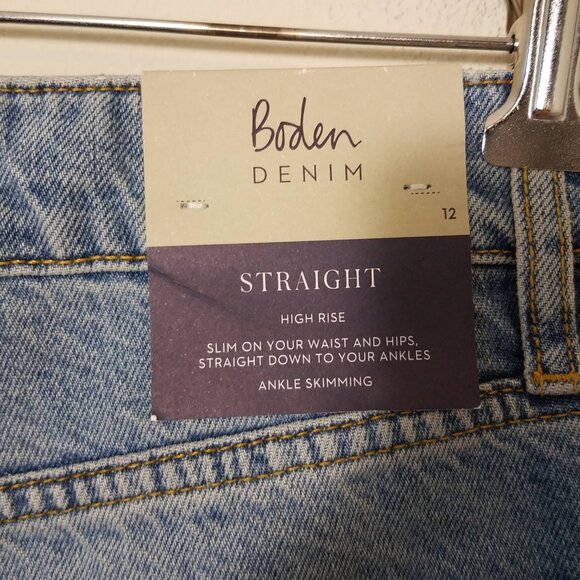 Boden
DENIM
12
STRAIGHT
HIGH RISE
SLIM ON YOUR WAIST AND HIPS,
STRAIGHT DOWN TO YOUR ANKLES
ANKLE SKIMMING